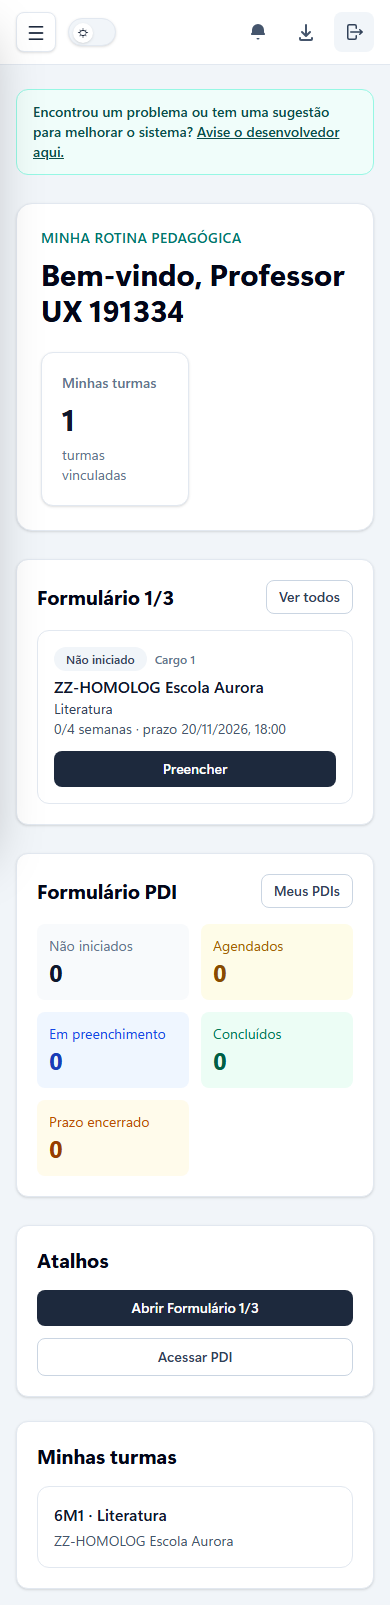 Encontrou um problema ou tem uma sugestão
para melhorar o sistema? Avise o desenvolvedor
aqui.
MINHA ROTINA PEDAGÓGICA
Bem-vindo, Professor
UX 191334
Minhas turmas
1
turmas
vinculadas
Formulário 1/3
Ver todos
Não iniciado Cargo 1
ZZ-HOMOLOG Escola Aurora
Literatura
0/4 semanas · prazo 20/11/2026, 18:00
Preencher
Formulário PDI
Meus PDIs
Não iniciados
0
Agendados
0
Em preenchimento
0
Concluídos
0
Prazo encerrado
0
Atalhos
Abrir Formulário 1/3
Acessar PDI
Minhas turmas
6M1 · Literatura
ZZ-HOMOLOG Escola Aurora